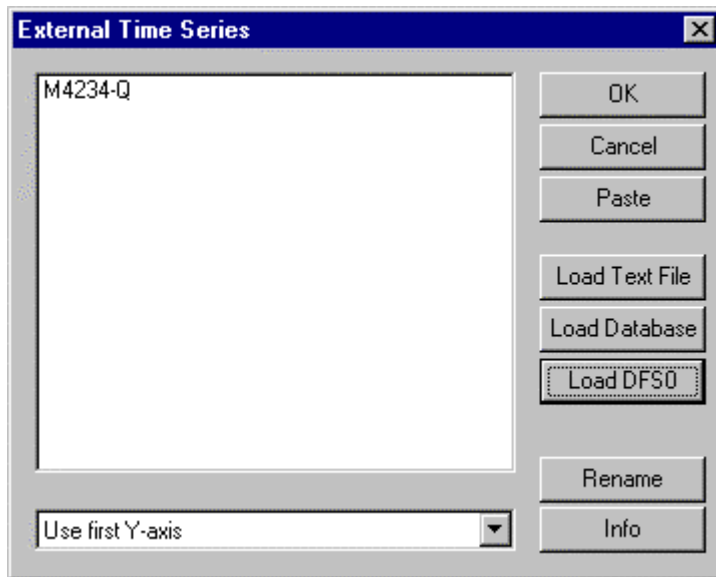 External Time Series
M4234-Q
OK
Cancel
Paste
Load Text File
Load Database
Load DFS0
Rename
Info
Use first Y-axis